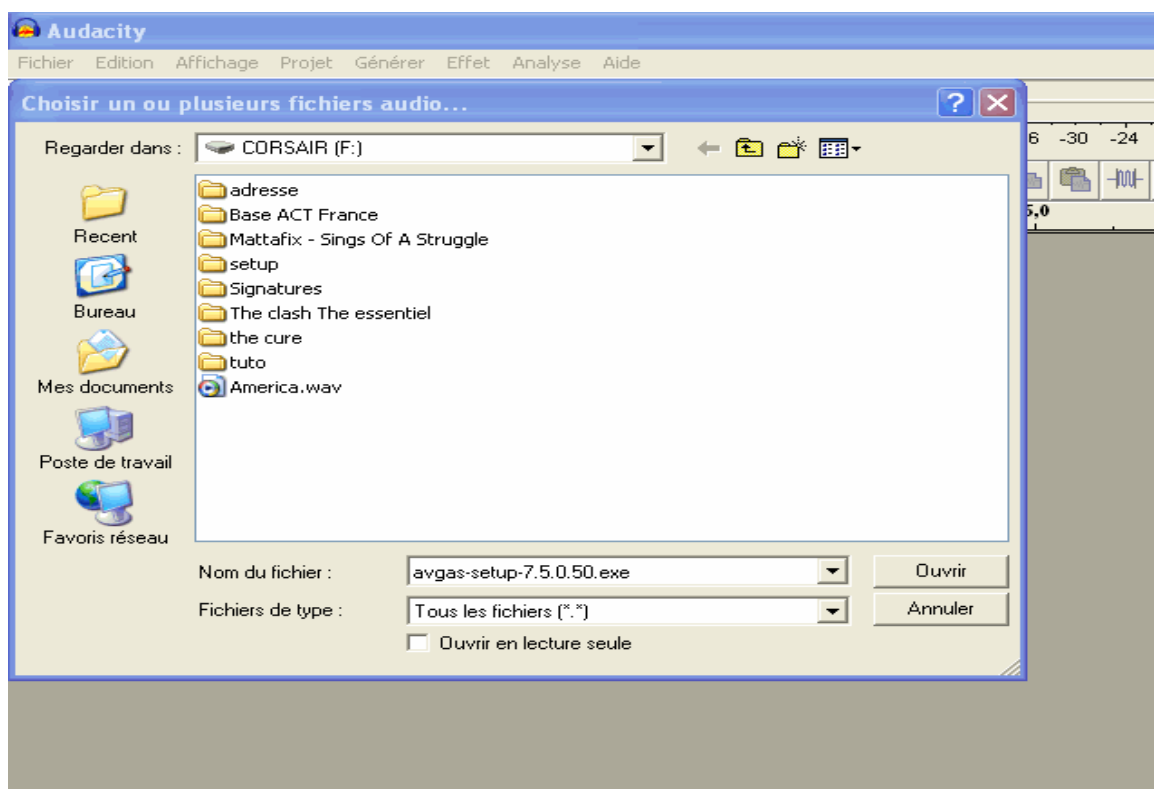 Audacity
Fichier Edition Affichage Projet Générer Effet Analyse Aide
Choisir un ou plusieurs fichiers audio...
Regarder dans : CORSAIR (F:)
6 -30 -24
5,0
adresse
Base ACT France
Mattafix - Sings Of A Struggle
setup
Signatures
The clash The essentiel
the cure
tuto
America.wav
Recent
Bureau
Mes documents
Poste de travail
Favoris réseau
Nom du fichier : avgas-setup-7.5.0.50.exe Ouvrir
Fichiers de type : Tous les fichiers (*.*) Annuler
Ouvrir en lecture seule